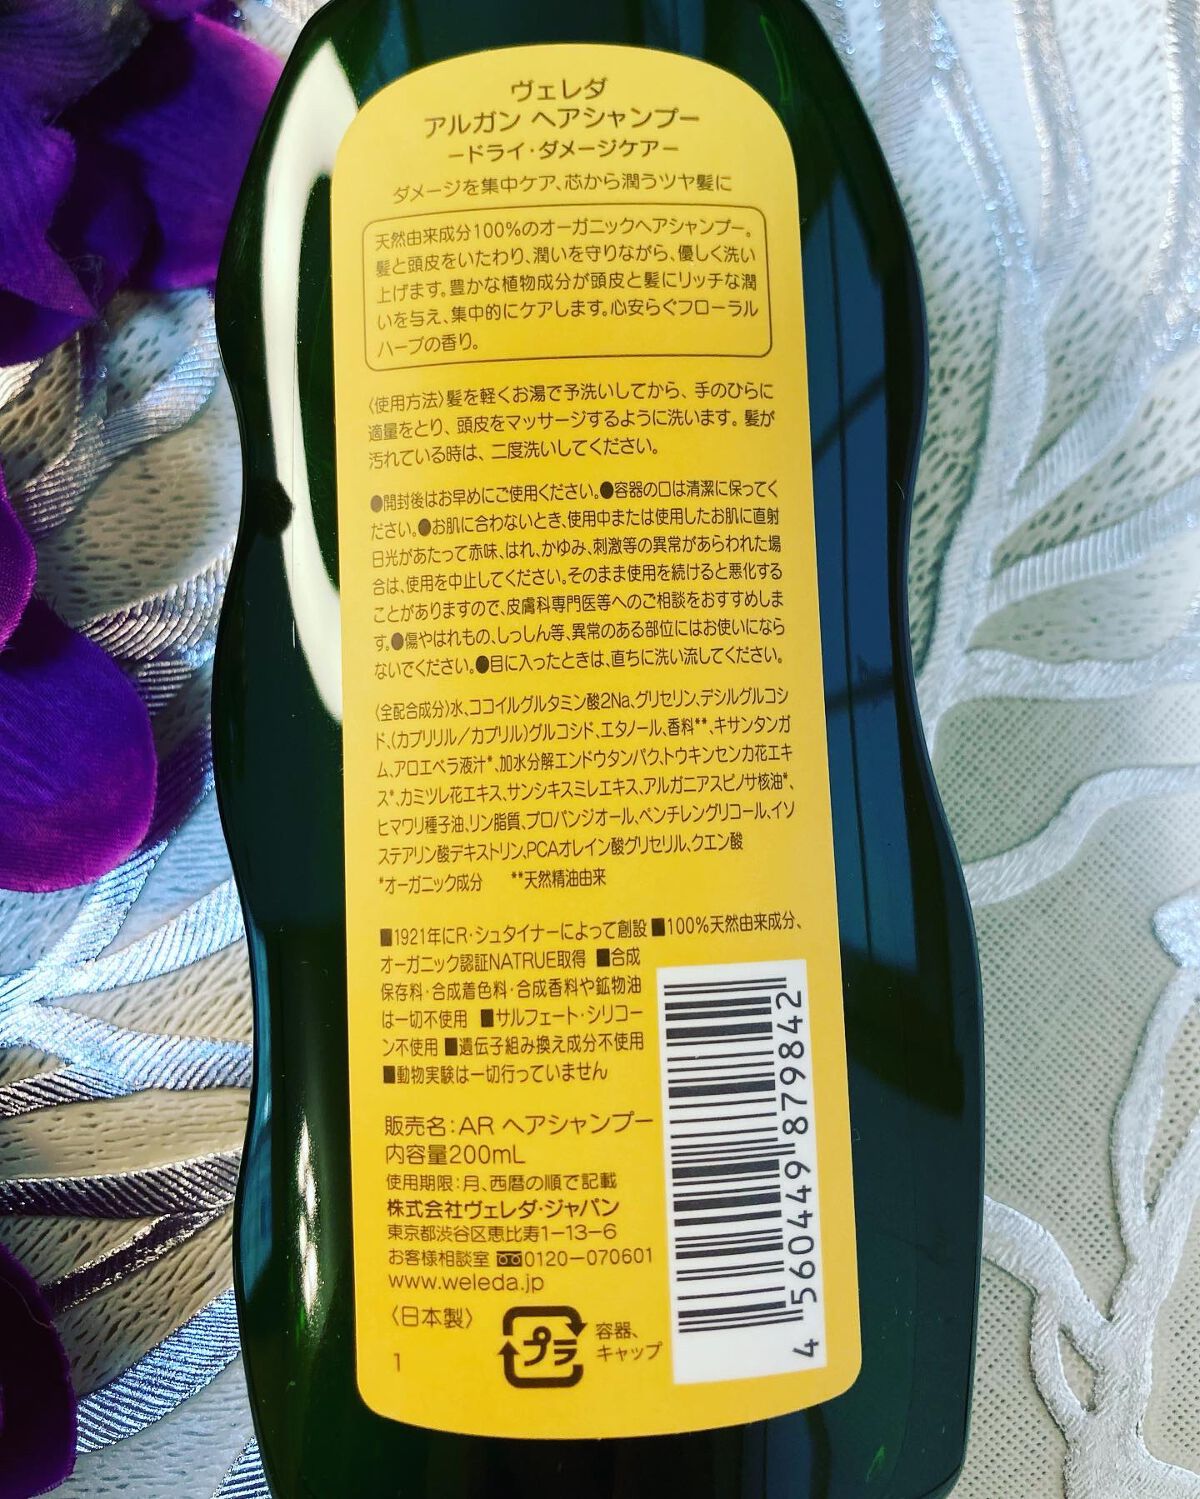 ヴェレダ
アルガン ヘアシャンプー
−ドライ・ダメージケア−
ダメージを集中ケア、芯から潤うツヤ髪に
天然由来成分100%のオーガニックヘアシャンプー。
髪と頭皮をいたわり、潤いを守りながら、優しく洗い
上げます。豊かな植物成分が頭皮と髪にリッチな潤
いを与え、集中的にケアします。心安らぐフローラル
ハーブの香り。
〈使用方法〉髪を軽くお湯で予洗いしてから、手のひらに
適量をとり、頭皮をマッサージするように洗います。髪が
汚れている時は、二度洗いしてください。
●開封後はお早めにご使用ください。●容器の口は清潔に保ってく
ださい。●お肌に合わないとき、使用中または使用したお肌に直射
日光があたって赤味、はれ、かゆみ、刺激等の異常があらわれた場
合は、使用を中止してください。そのまま使用を続けると悪化する
ことがありますので、皮膚科専門医等へのご相談をおすすめしま
す。●傷やはれもの、しっしん等、異常のある部位にはお使いになら
ないでください。●目に入ったときは、直ちに洗い流してください。
〈全配合成分〉水、ココイルグルタミン酸2Na、グリセリン、デシルグルコシ
ド、(カプリリル／カプリル)グルコシド、エタノール、香料**、キサンタンガ
ム、アロエベラ液汁*、加水分解エンドウタンパク、トウキンセンカ花エキ
ス*、カミツレ花エキス、サンシキスミレエキス、アルガニアスピノサ核油*、
ヒマワリ種子油、リン脂質、プロパンジオール、ペンチレングリコール、イソ
ステアリン酸デキストリン、PCAオレイン酸グリセリル、クエン酸
*オーガニック成分 **天然精油由来
■1921年にR・シュタイナーによって創設 ■100%天然由来成分、
オーガニック認証NATRUE取得 ■合成
保存料・合成着色料・合成香料や鉱物油
は一切不使用 ■サルフェート・シリコー
ン不使用 ■遺伝子組み換え成分不使用
■動物実験は一切行っていません
販売名：AR ヘアシャンプー
内容量200mL
使用期限：月、西暦の順で記載
株式会社ヴェレダ・ジャパン
東京都渋谷区恵比寿1−13−6
お客様相談室 0120−070601
www.weleda.jp
〈日本製〉
プラ
容器、
キャップ
1
4 560449 879842